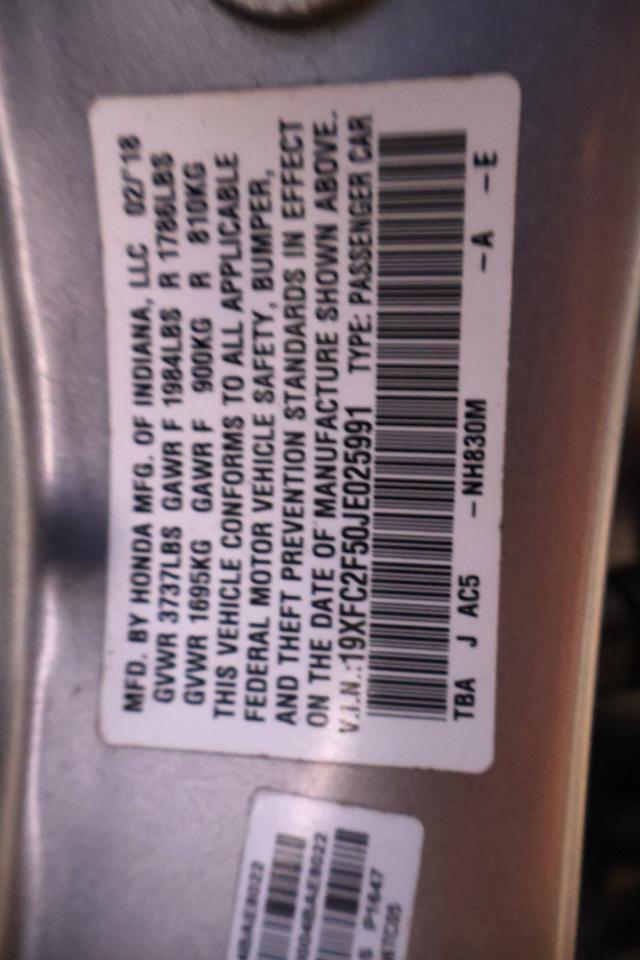 MFD. BY HONDA MFG. OF INDIANA, LLC 02/'18
GVWR 3737LBS GAWR F 1984LBS R 1786LBS
GVWR 1695KG GAWR F 900KG R 810KG
THIS VEHICLE CONFORMS TO ALL APPLICABLE
FEDERAL MOTOR VEHICLE SAFETY, BUMPER,
AND THEFT PREVENTION STANDARDS IN EFFECT
ON THE DATE OF MANUFACTURE SHOWN ABOVE.
V.I.N.:19XFC2F50JE025991 TYPE: PASSENGER CAR
TBA J AC5 -NH830M -A -E
P1647